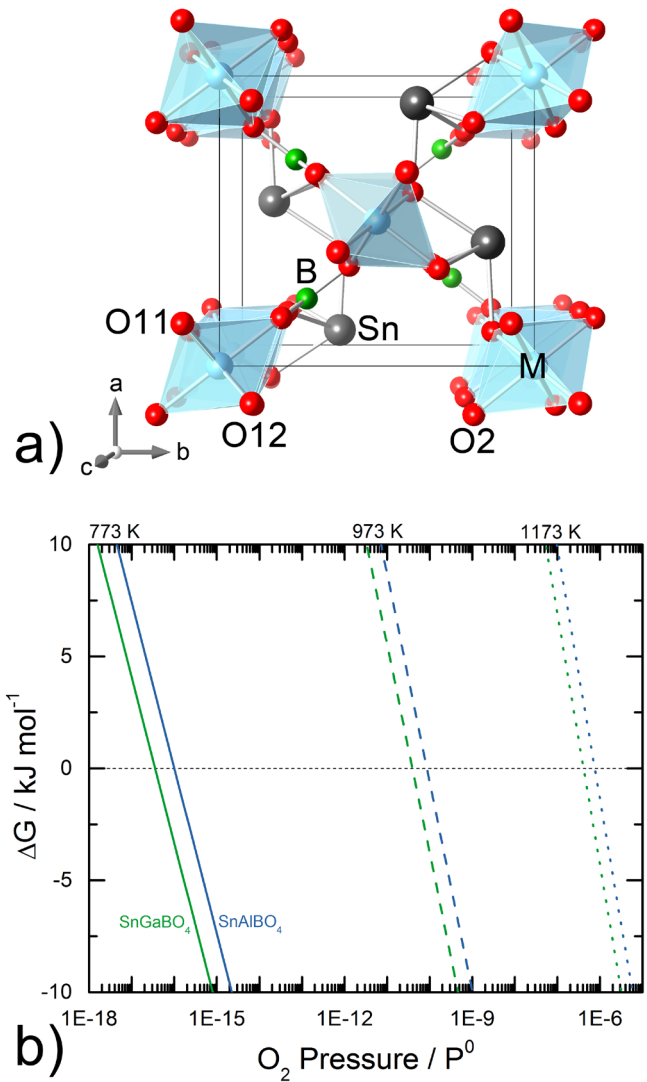 B
O11
Sn
M
O12
O2
a
b
c
a)
773 K 973 K 1173 K
10
5
0
-5
-10
ΔG / kJ mol⁻¹
SnGaBO₄ SnAlBO₄
1E-18 1E-15 1E-12 1E-9 1E-6
O₂ Pressure / P⁰
b)